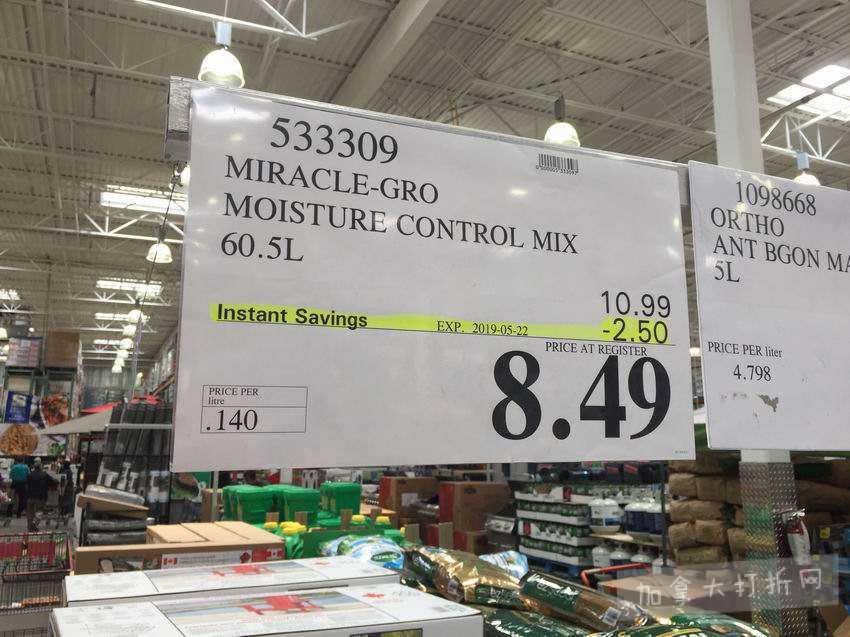 533309
MIRACLE-GRO
MOISTURE CONTROL MIX
60.5L
10.99
Instant Savings EXP. 2019-05-22 -2.50
PRICE AT REGISTER
8.49
PRICE PER
litre
.140
1098668
ORTHO
ANT BGON MA
5L
PRICE PER liter
4.798
加拿大打折网